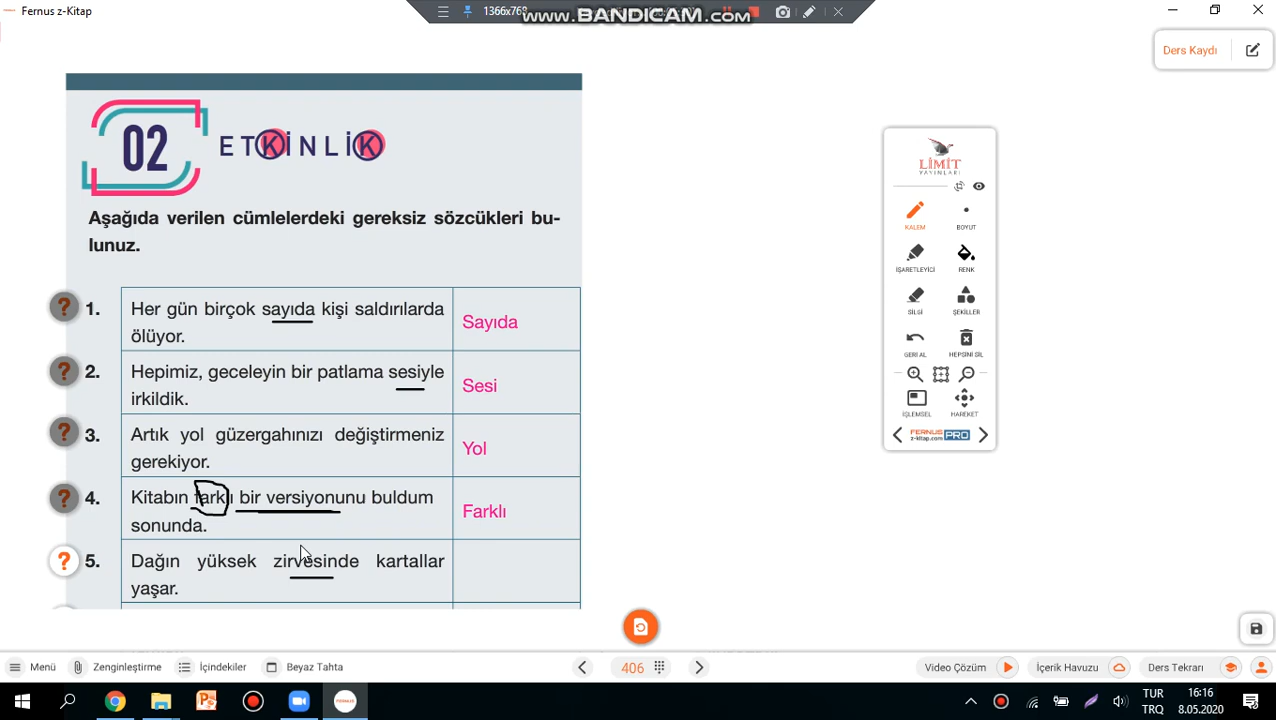 Fernus z-Kitap
1366x768
www.BANDICAM.com
Ders Kaydı
02
ETKİNLİK
Aşağıda verilen cümlelerdeki gereksiz sözcükleri bu-
lunuz.
? 1. Her gün birçok sayıda kişi saldırılarda
ölüyor.
Sayıda
? 2. Hepimiz, geceleyin bir patlama sesiyle
irkildik.
Sesi
? 3. Artık yol güzergahınızı değiştirmeniz
gerekiyor.
Yol
? 4. Kitabın farklı bir versiyonunu buldum
sonunda.
Farklı
? 5. Dağın yüksek zirvesinde kartallar
yaşar.
LİMİT
YAYINLARI
KALEM BOYUT
İŞARETLEYİCİ RENK
SİLGİ ŞEKİLLER
GERİ AL HEPSİNİ SİL
İŞLEMSEL HAREKET
FERNUS
z-kitap.com PRO
Menü Zenginleştirme İçindekiler Beyaz Tahta 406 Video Çözüm İçerik Havuzu Ders Tekrarı
TUR 16:16
TRQ 8.05.2020